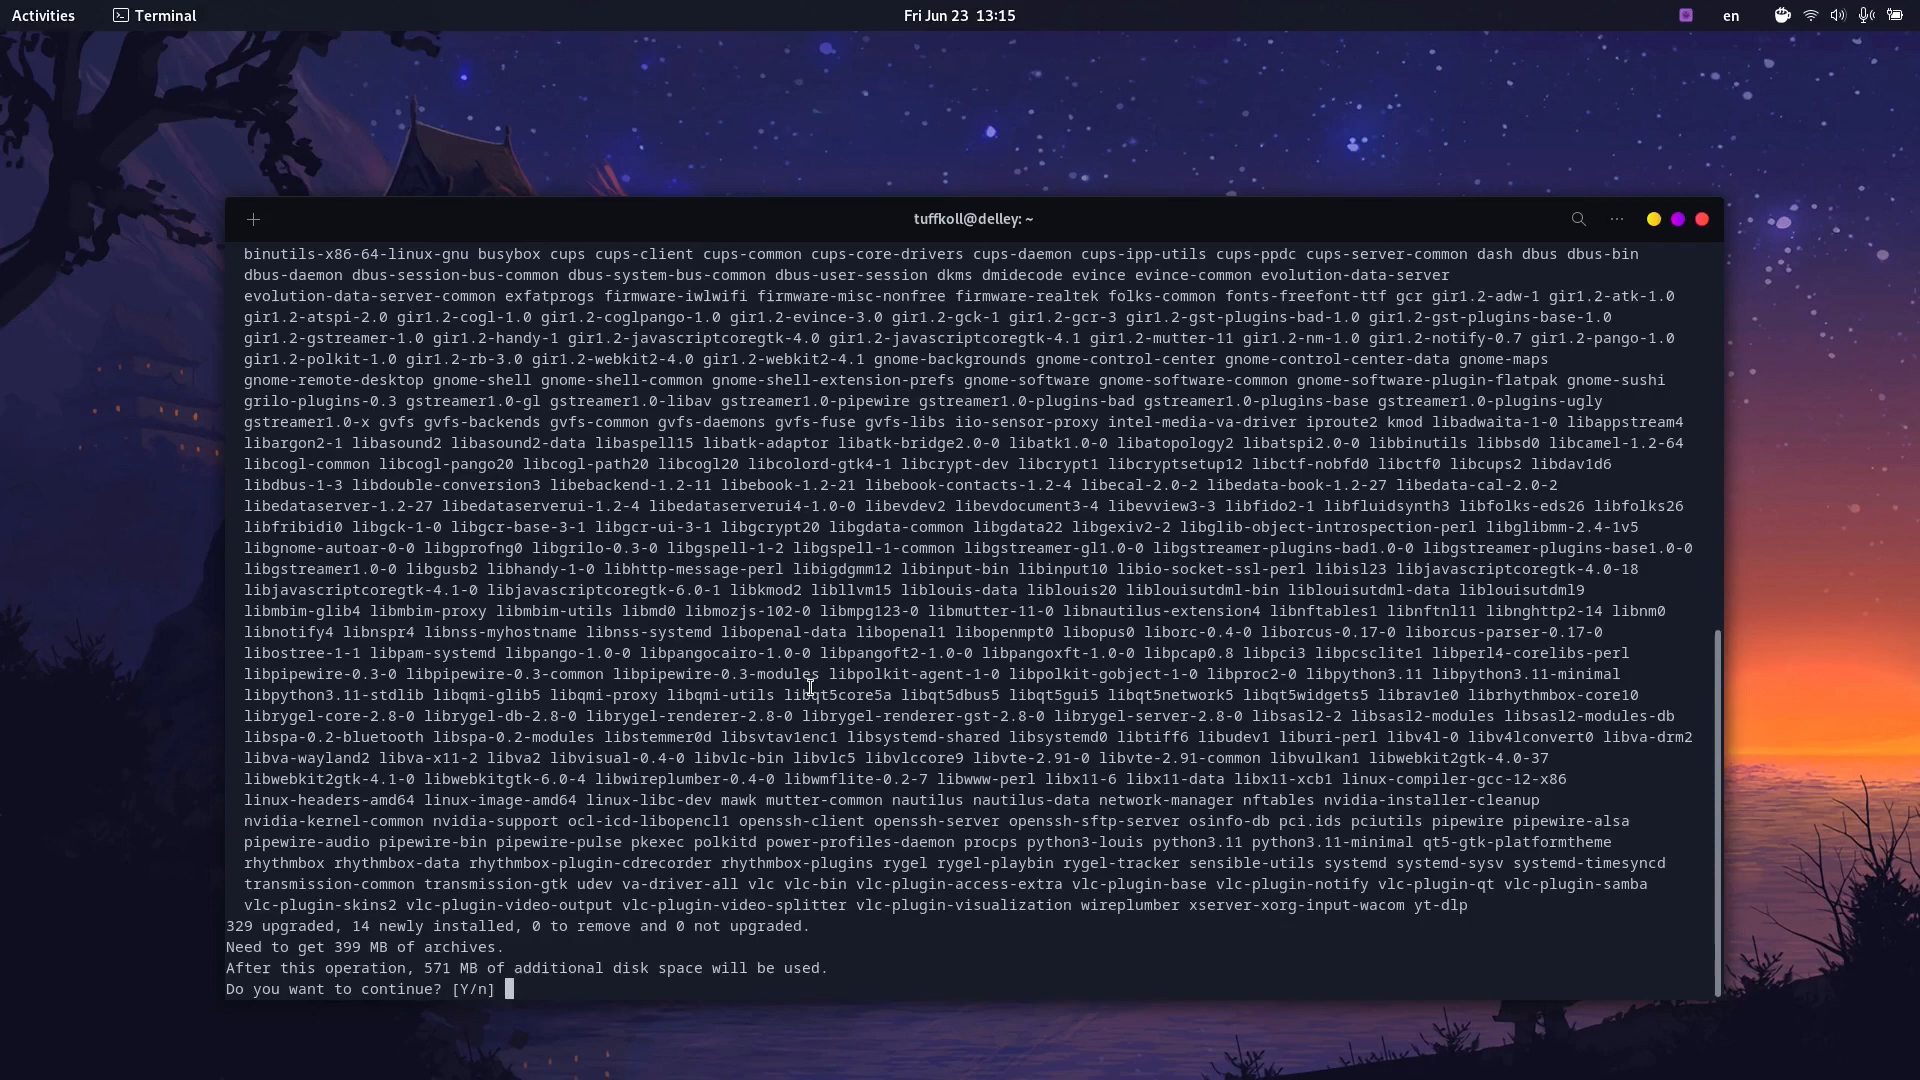 Activities Terminal Fri Jun 23 13:15 en
tuffkoll@delley: ~
binutils-x86-64-linux-gnu busybox cups cups-client cups-common cups-core-drivers cups-daemon cups-ipp-utils cups-ppdc cups-server-common dash dbus dbus-bin
dbus-daemon dbus-session-bus-common dbus-system-bus-common dbus-user-session dkms dmidecode evince evince-common evolution-data-server
evolution-data-server-common exfatprogs firmware-iwlwifi firmware-misc-nonfree firmware-realtek folks-common fonts-freefont-ttf gcr gir1.2-adw-1 gir1.2-atk-1.0
gir1.2-atspi-2.0 gir1.2-cogl-1.0 gir1.2-coglpango-1.0 gir1.2-evince-3.0 gir1.2-gck-1 gir1.2-gcr-3 gir1.2-gst-plugins-bad-1.0 gir1.2-gst-plugins-base-1.0
gir1.2-gstreamer-1.0 gir1.2-handy-1 gir1.2-javascriptcoregtk-4.0 gir1.2-javascriptcoregtk-4.1 gir1.2-mutter-11 gir1.2-nm-1.0 gir1.2-notify-0.7 gir1.2-pango-1.0
gir1.2-polkit-1.0 gir1.2-rb-3.0 gir1.2-webkit2-4.0 gir1.2-webkit2-4.1 gnome-backgrounds gnome-control-center gnome-control-center-data gnome-maps
gnome-remote-desktop gnome-shell gnome-shell-common gnome-shell-extension-prefs gnome-software gnome-software-common gnome-software-plugin-flatpak gnome-sushi
grilo-plugins-0.3 gstreamer1.0-gl gstreamer1.0-libav gstreamer1.0-pipewire gstreamer1.0-plugins-bad gstreamer1.0-plugins-base gstreamer1.0-plugins-ugly
gstreamer1.0-x gvfs gvfs-backends gvfs-common gvfs-daemons gvfs-fuse gvfs-libs iio-sensor-proxy intel-media-va-driver iproute2 kmod libadwaita-1-0 libappstream4
libargon2-1 libasound2 libasound2-data libaspell15 libatk-adaptor libatk-bridge2.0-0 libatk1.0-0 libatopology2 libatspi2.0-0 libbinutils libbsd0 libcamel-1.2-64
libcogl-common libcogl-pango20 libcogl-path20 libcogl20 libcolord-gtk4-1 libcrypt-dev libcrypt1 libcryptsetup12 libctf-nobfd0 libctf0 libcups2 libdav1d6
libdbus-1-3 libdouble-conversion3 libebackend-1.2-11 libebook-1.2-21 libebook-contacts-1.2-4 libecal-2.0-2 libedata-book-1.2-27 libedata-cal-2.0-2
libedataserver-1.2-27 libedataserverui-1.2-4 libedataserverui4-1.0-0 libevdev2 libevdocument3-4 libevview3-3 libfido2-1 libfluidsynth3 libfolks-eds26 libfolks26
libfribidi0 libgck-1-0 libgcr-base-3-1 libgcr-ui-3-1 libgcrypt20 libgdata-common libgdata22 libgexiv2-2 libglib-object-introspection-perl libglibmm-2.4-1v5
libgnome-autoar-0-0 libgprofng0 libgrilo-0.3-0 libgspell-1-2 libgspell-1-common libgstreamer-gl1.0-0 libgstreamer-plugins-bad1.0-0 libgstreamer-plugins-base1.0-0
libgstreamer1.0-0 libgusb2 libhandy-1-0 libhttp-message-perl libigdgmm12 libinput-bin libinput10 libio-socket-ssl-perl libisl23 libjavascriptcoregtk-4.0-18
libjavascriptcoregtk-4.1-0 libjavascriptcoregtk-6.0-1 libkmod2 libllvm15 liblouis-data liblouis20 liblouisutdml-bin liblouisutdml-data liblouisutdml9
libmbim-glib4 libmbim-proxy libmbim-utils libmd0 libmozjs-102-0 libmpg123-0 libmutter-11-0 libnautilus-extension4 libnftables1 libnftnl11 libnghttp2-14 libnm0
libnotify4 libnspr4 libnss-myhostname libnss-systemd libopenal-data libopenal1 libopenmpt0 libopus0 liborc-0.4-0 liborcus-0.17-0 liborcus-parser-0.17-0
libostree-1-1 libpam-systemd libpango-1.0-0 libpangocairo-1.0-0 libpangoft2-1.0-0 libpangoxft-1.0-0 libpcap0.8 libpci3 libpcsclite1 libperl4-corelibs-perl
libpipewire-0.3-0 libpipewire-0.3-common libpipewire-0.3-modules libpolkit-agent-1-0 libpolkit-gobject-1-0 libproc2-0 libpython3.11 libpython3.11-minimal
libpython3.11-stdlib libqmi-glib5 libqmi-proxy libqmi-utils libqt5core5a libqt5dbus5 libqt5gui5 libqt5network5 libqt5widgets5 librav1e0 librhythmbox-core10
librygel-core-2.8-0 librygel-db-2.8-0 librygel-renderer-2.8-0 librygel-renderer-gst-2.8-0 librygel-server-2.8-0 libsasl2-2 libsasl2-modules libsasl2-modules-db
libspa-0.2-bluetooth libspa-0.2-modules libstemmer0d libsvtav1enc1 libsystemd-shared libsystemd0 libtiff6 libudev1 liburi-perl libv4l-0 libv4lconvert0 libva-drm2
libva-wayland2 libva-x11-2 libva2 libvisual-0.4-0 libvlc-bin libvlc5 libvlccore9 libvte-2.91-0 libvte-2.91-common libvulkan1 libwebkit2gtk-4.0-37
libwebkit2gtk-4.1-0 libwebkitgtk-6.0-4 libwireplumber-0.4-0 libwmflite-0.2-7 libwww-perl libx11-6 libx11-data libx11-xcb1 linux-compiler-gcc-12-x86
linux-headers-amd64 linux-image-amd64 linux-libc-dev mawk mutter-common nautilus nautilus-data network-manager nftables nvidia-installer-cleanup
nvidia-kernel-common nvidia-support ocl-icd-libopencl1 openssh-client openssh-server openssh-sftp-server osinfo-db pci.ids pciutils pipewire pipewire-alsa
pipewire-audio pipewire-bin pipewire-pulse pkexec polkitd power-profiles-daemon procps python3-louis python3.11 python3.11-minimal qt5-gtk-platformtheme
rhythmbox rhythmbox-data rhythmbox-plugin-cdrecorder rhythmbox-plugins rygel rygel-playbin rygel-tracker sensible-utils systemd systemd-sysv systemd-timesyncd
transmission-common transmission-gtk udev va-driver-all vlc vlc-bin vlc-plugin-access-extra vlc-plugin-base vlc-plugin-notify vlc-plugin-qt vlc-plugin-samba
vlc-plugin-skins2 vlc-plugin-video-output vlc-plugin-video-splitter vlc-plugin-visualization wireplumber xserver-xorg-input-wacom yt-dlp
329 upgraded, 14 newly installed, 0 to remove and 0 not upgraded.
Need to get 399 MB of archives.
After this operation, 571 MB of additional disk space will be used.
Do you want to continue? [Y/n]